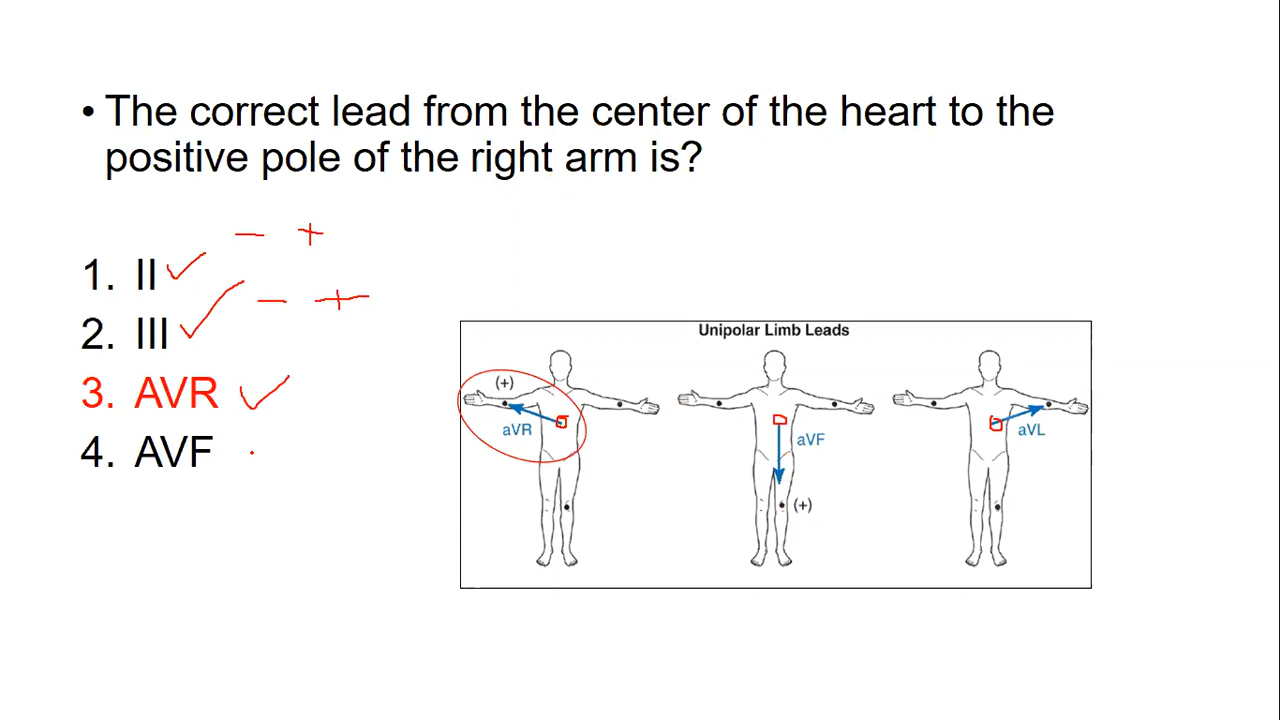 • The correct lead from the center of the heart to the
positive pole of the right arm is?
− +
1. II
− +
2. III
3. AVR
4. AVF
Unipolar Limb Leads
(+)
aVR
aVF
(+)
aVL